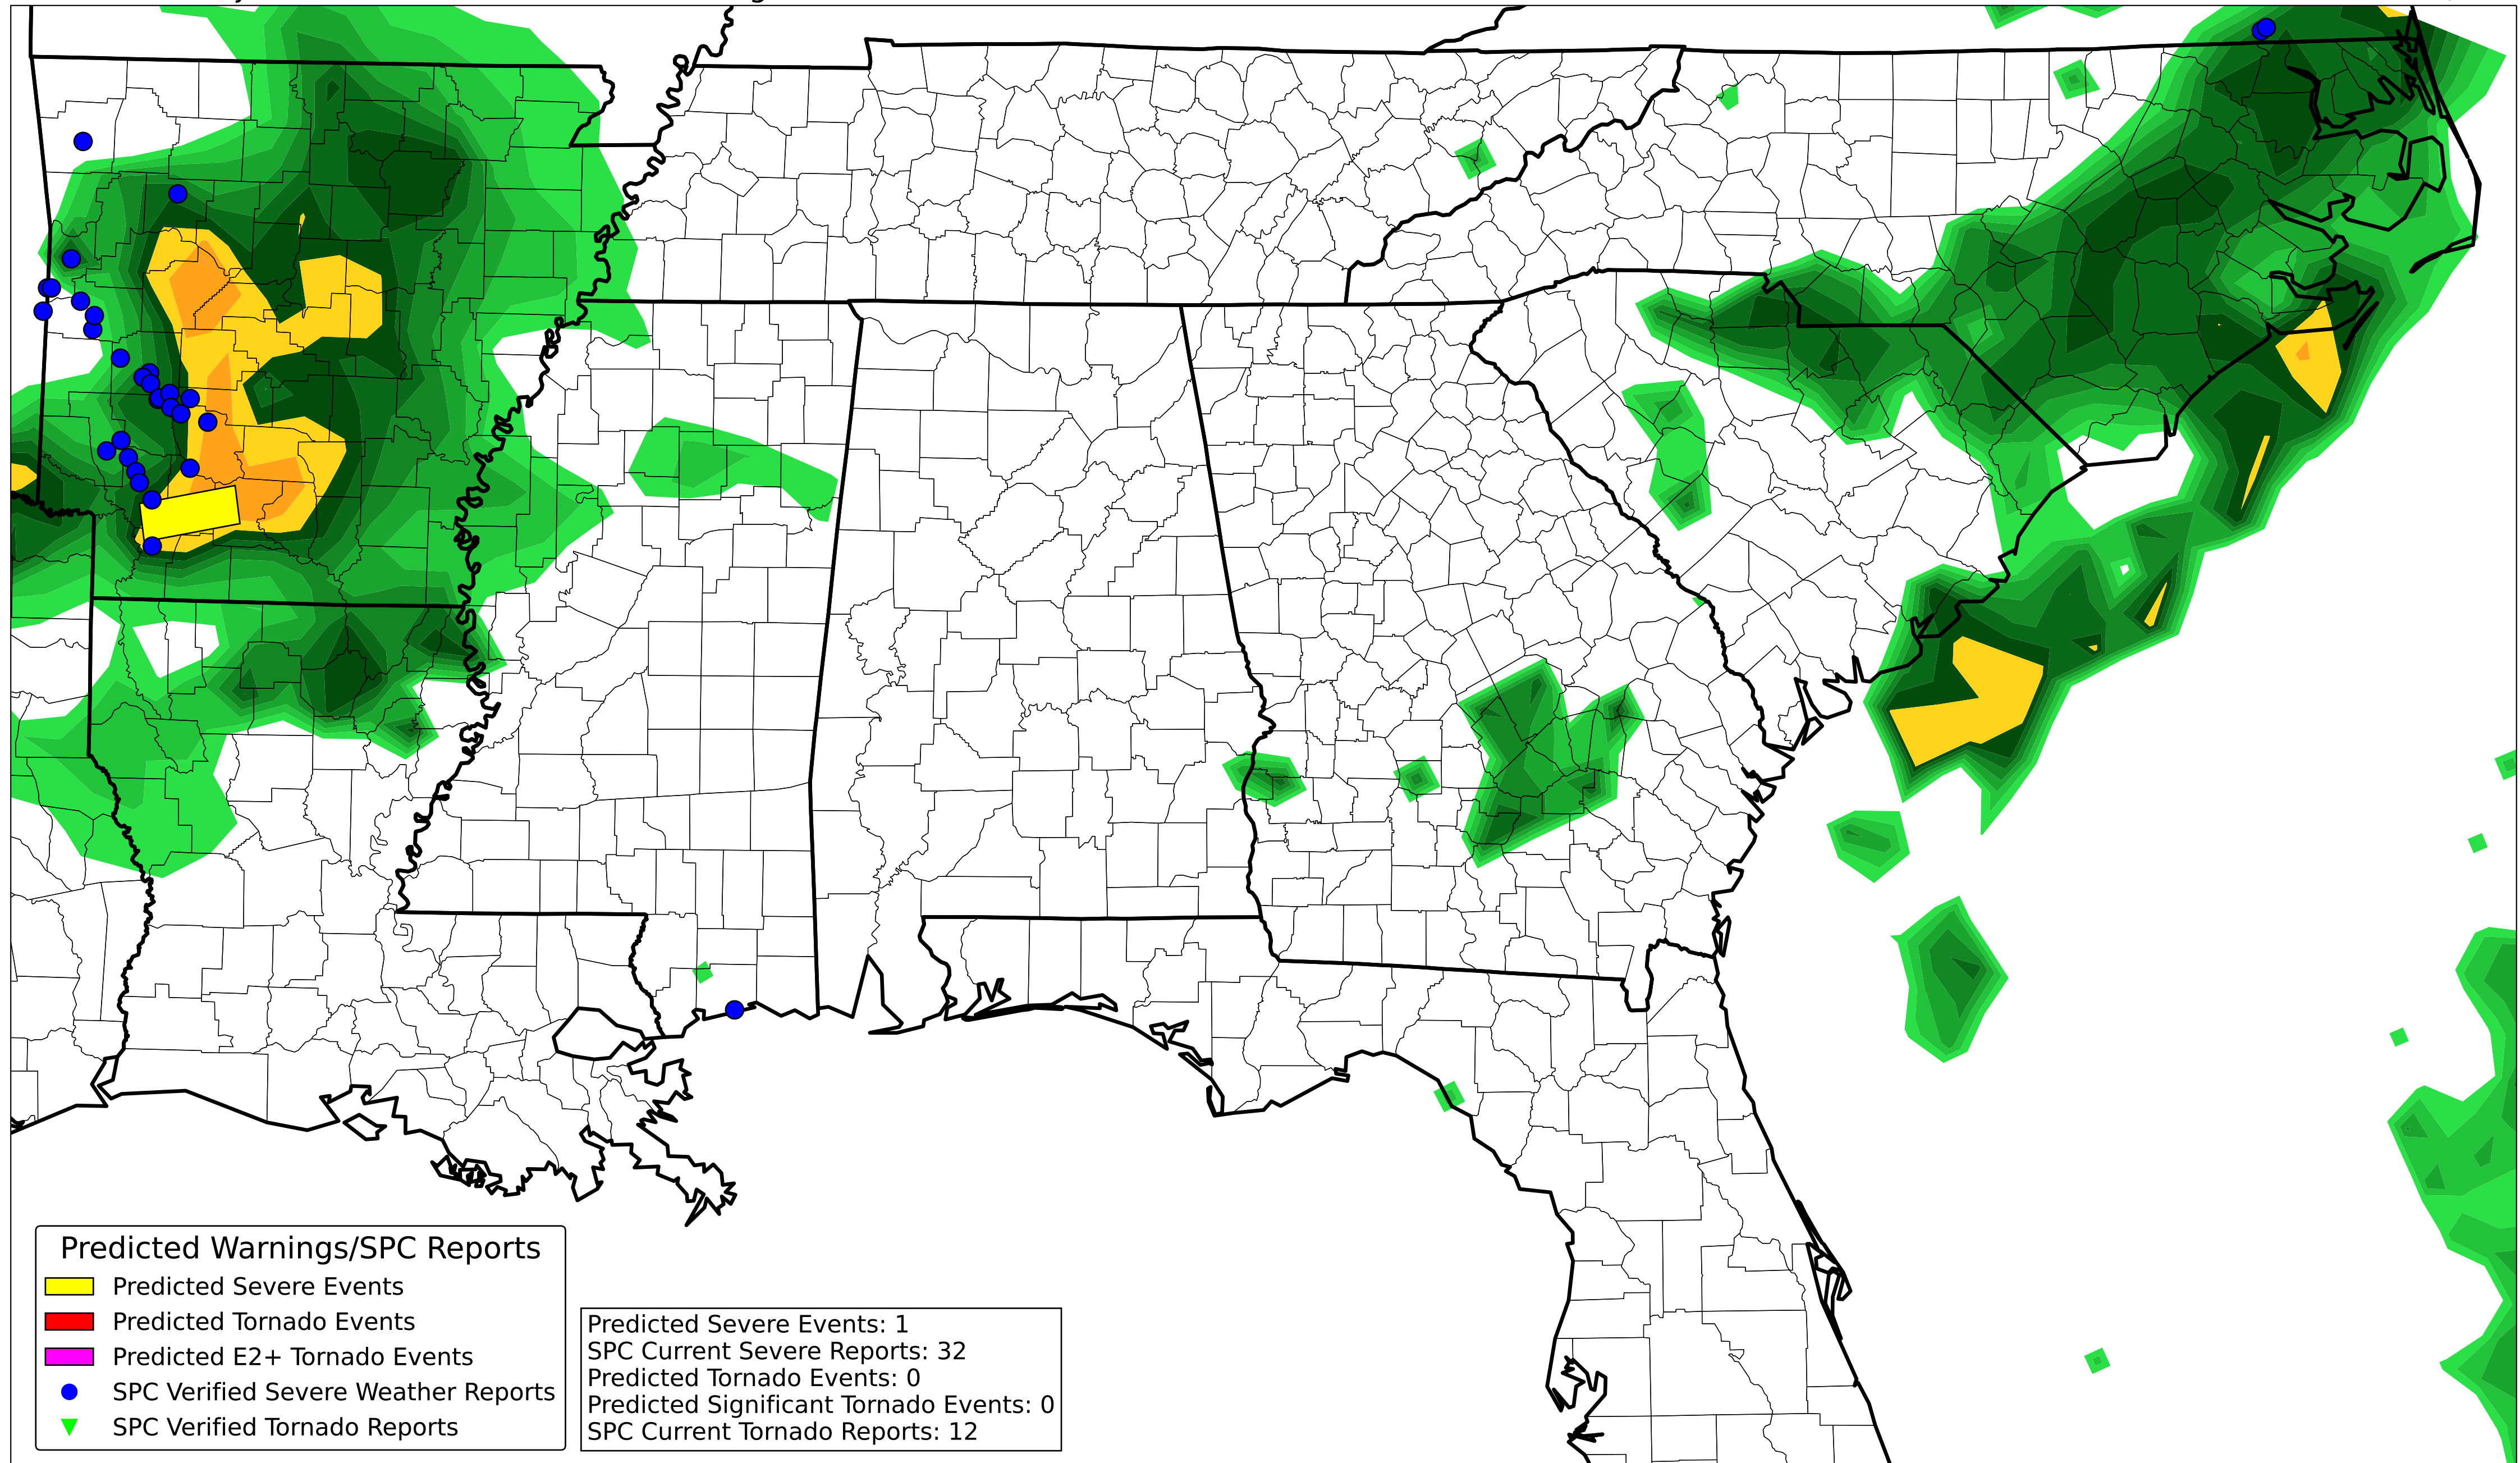 Predicted Warnings/SPC Reports
Predicted Severe Events
Predicted Tornado Events
Predicted E2+ Tornado Events
SPC Verified Severe Weather Reports
SPC Verified Tornado Reports
Predicted Severe Events: 1
SPC Current Severe Reports: 32
Predicted Tornado Events: 0
Predicted Significant Tornado Events: 0
SPC Current Tornado Reports: 12